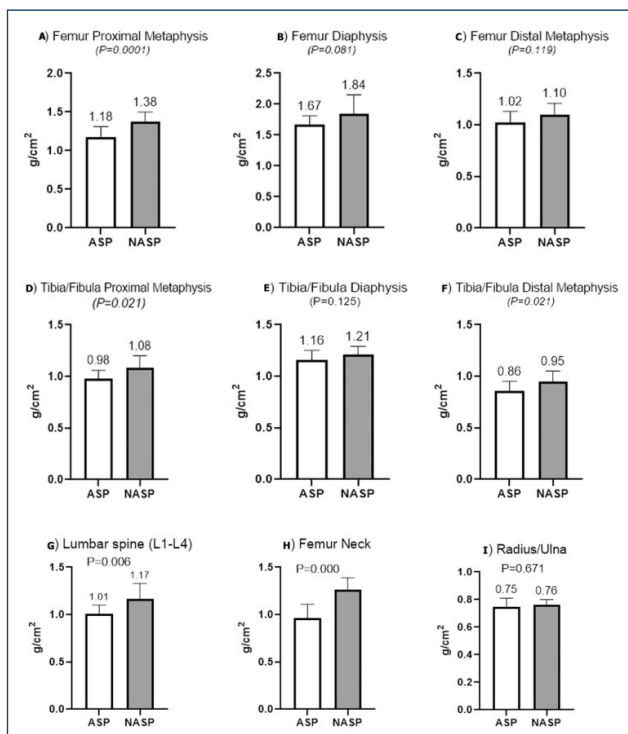 A) Femur Proximal Metaphysis
(P=0.0001)
2.0
1.5
1.0
0.5
0.0
g/cm²
1.18
1.38
ASP
NASP
B) Femur Diaphysis
(P=0.081)
2.5
2.0
1.5
1.0
0.5
0.0
g/cm²
1.67
1.84
ASP
NASP
C) Femur Distal Metaphysis
(P=0.119)
1.5
1.0
0.5
0.0
g/cm²
1.02
1.10
ASP
NASP
D) Tibia/Fibula Proximal Metaphysis
(P=0.021)
1.5
1.0
0.5
0.0
g/cm²
0.98
1.08
ASP
NASP
E) Tibia/Fibula Diaphysis
(P=0.125)
1.5
1.0
0.5
0.0
g/cm²
1.16
1.21
ASP
NASP
F) Tibia/Fibula Distal Metaphysis
(P=0.021)
1.5
1.0
0.5
0.0
g/cm²
0.86
0.95
ASP
NASP
G) Lumbar spine (L1-L4)
P=0.006
1.5
1.0
0.5
0.0
g/cm²
1.01
1.17
ASP
NASP
H) Femur Neck
P=0.000
1.5
1.0
0.5
0.0
g/cm²
ASP
NASP
I) Radius/Ulna
P=0.671
1.0
0.8
0.6
0.4
0.2
0.0
g/cm²
0.75
0.76
ASP
NASP